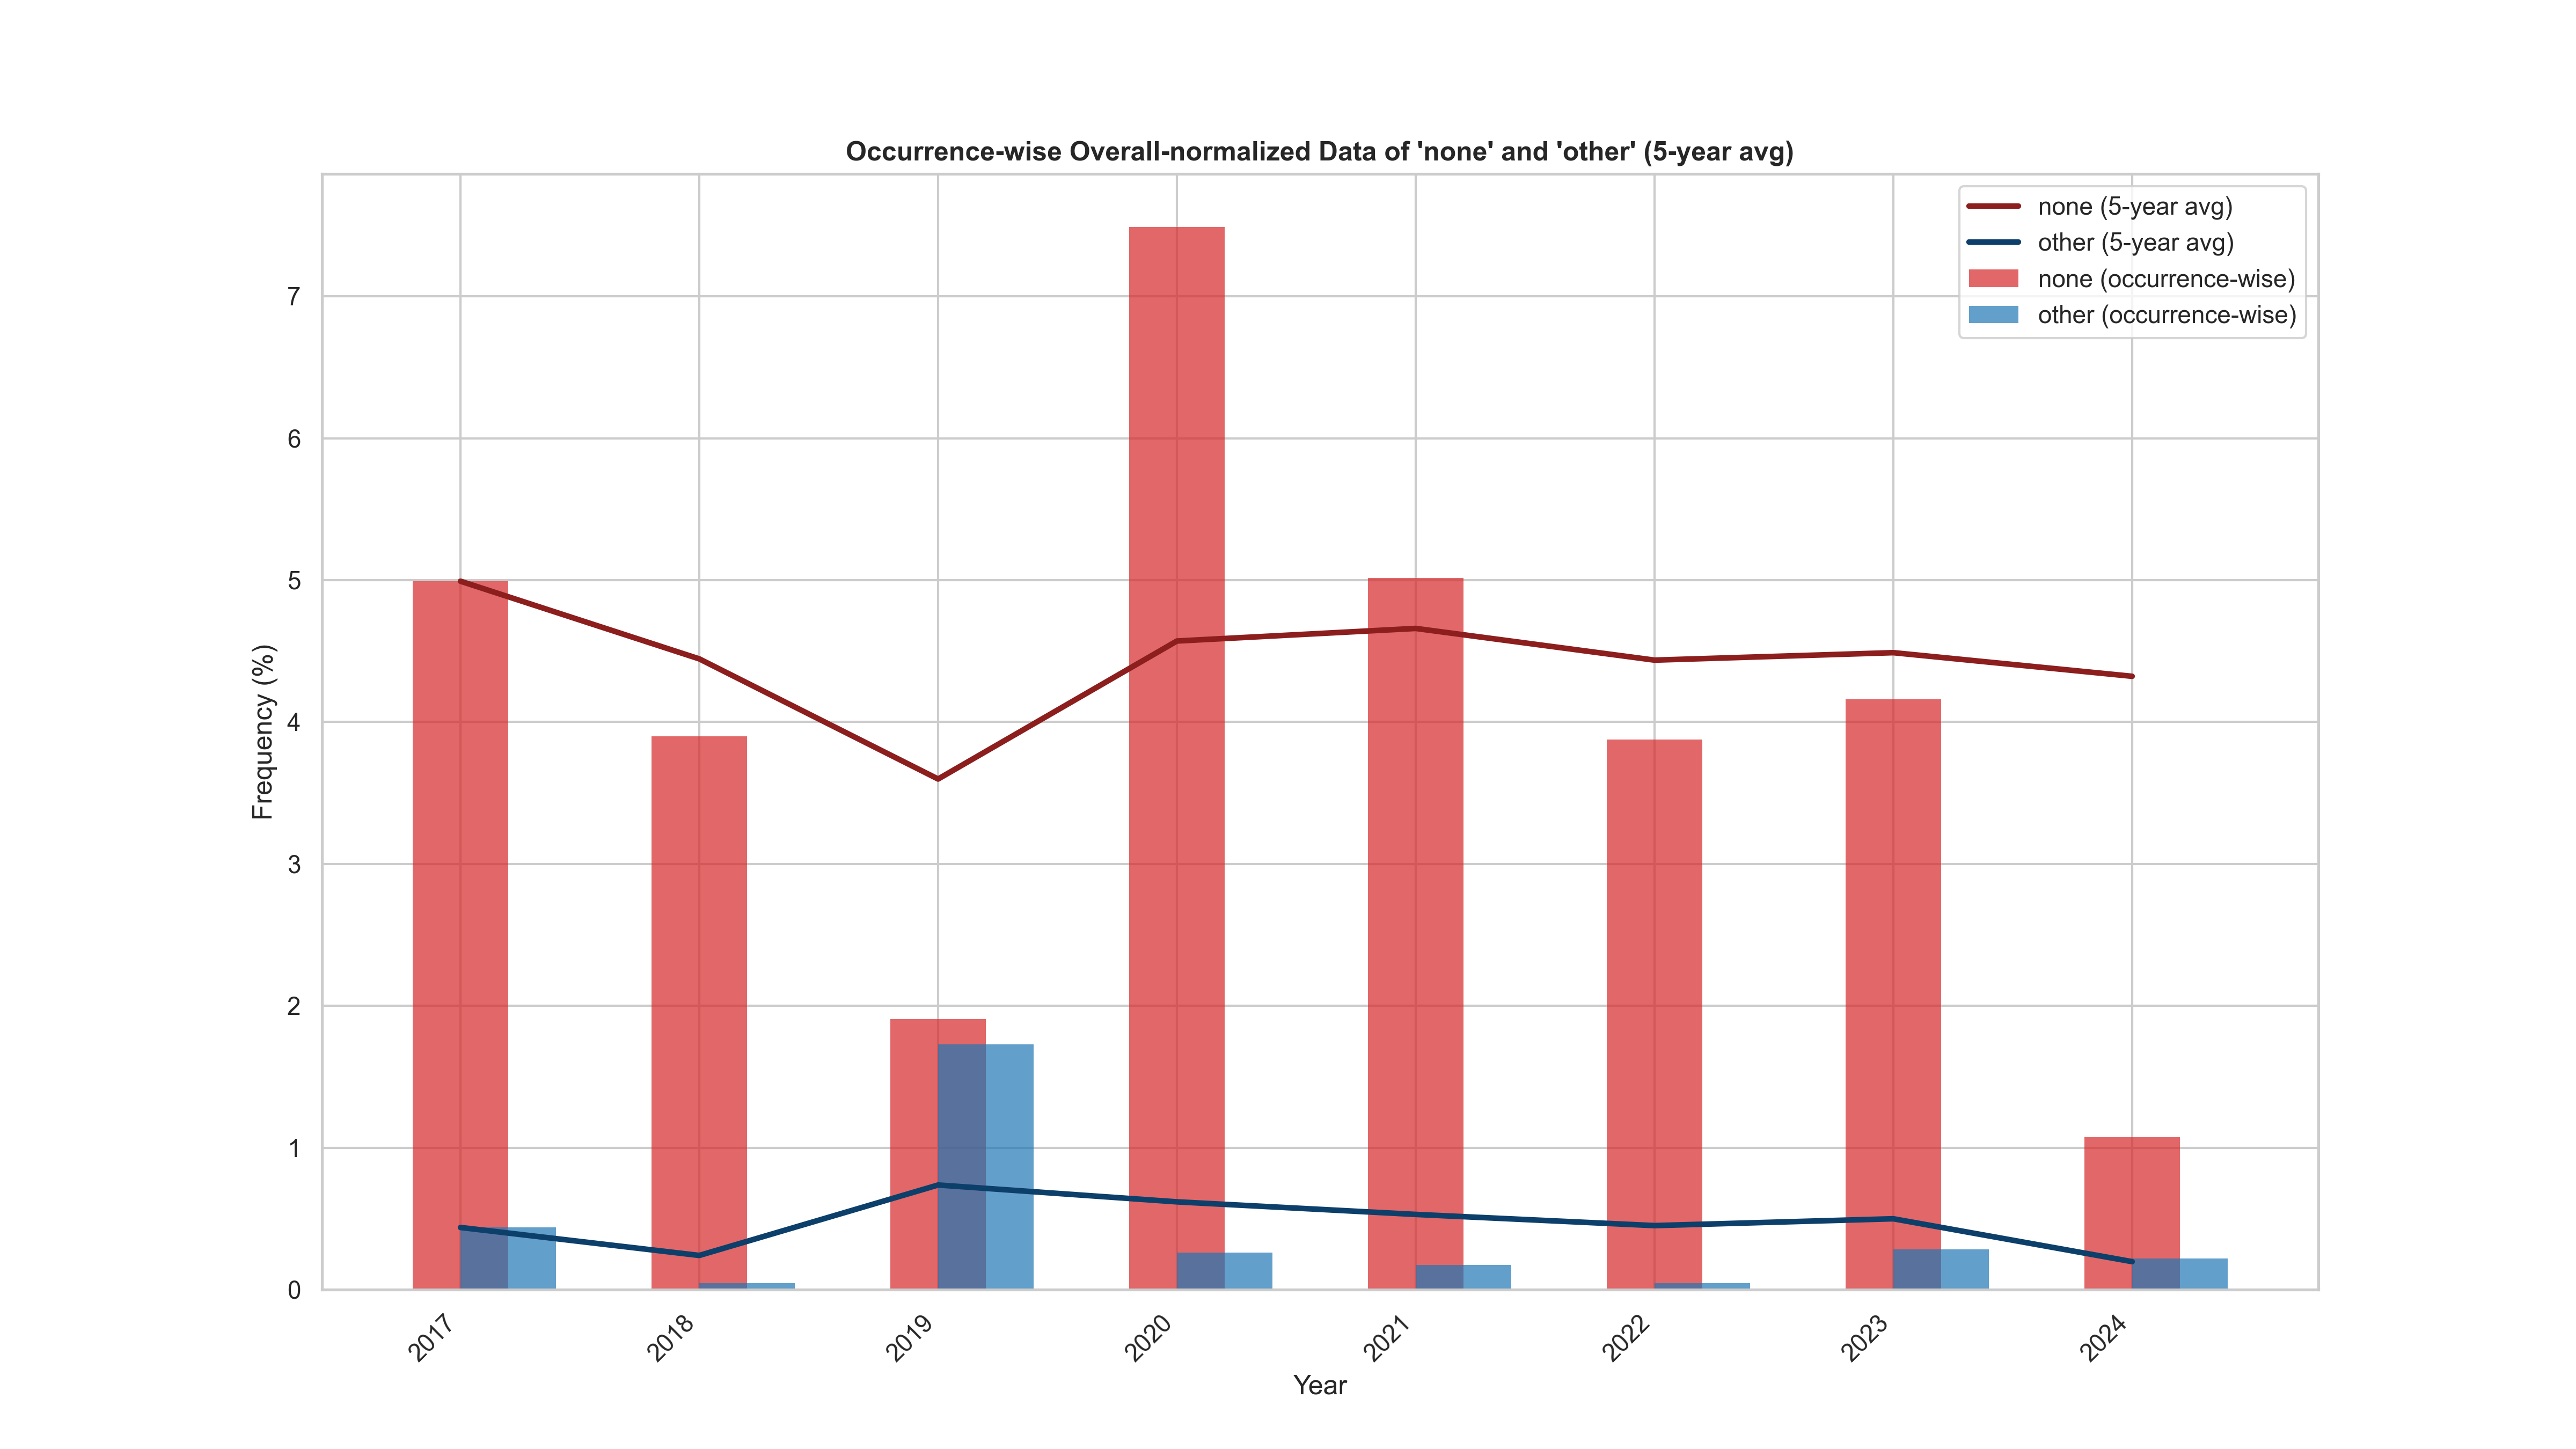 Occurrence-wise Overall-normalized Data of 'none' and 'other' (5-year avg)
none (5-year avg)
other (5-year avg)
none (occurrence-wise)
other (occurrence-wise)
Frequency (%)
7
6
5
4
3
2
1
0
2017
2018
2019
2020
2021
2022
2023
2024
Year